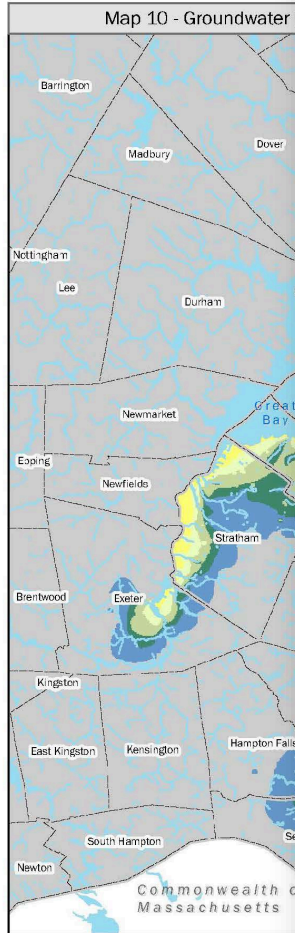 Map 10 - Groundwater
Barrington
Dover
Madbury
Nottingham
Lee
Durham
Great
Bay
Newmarket
Epping
Newfields
Stratham
Brentwood
Exeter
Kingston
East Kingston
Kensington
Hampton Falls
South Hampton
Se
Newton
Commonwealth o
Massachusetts